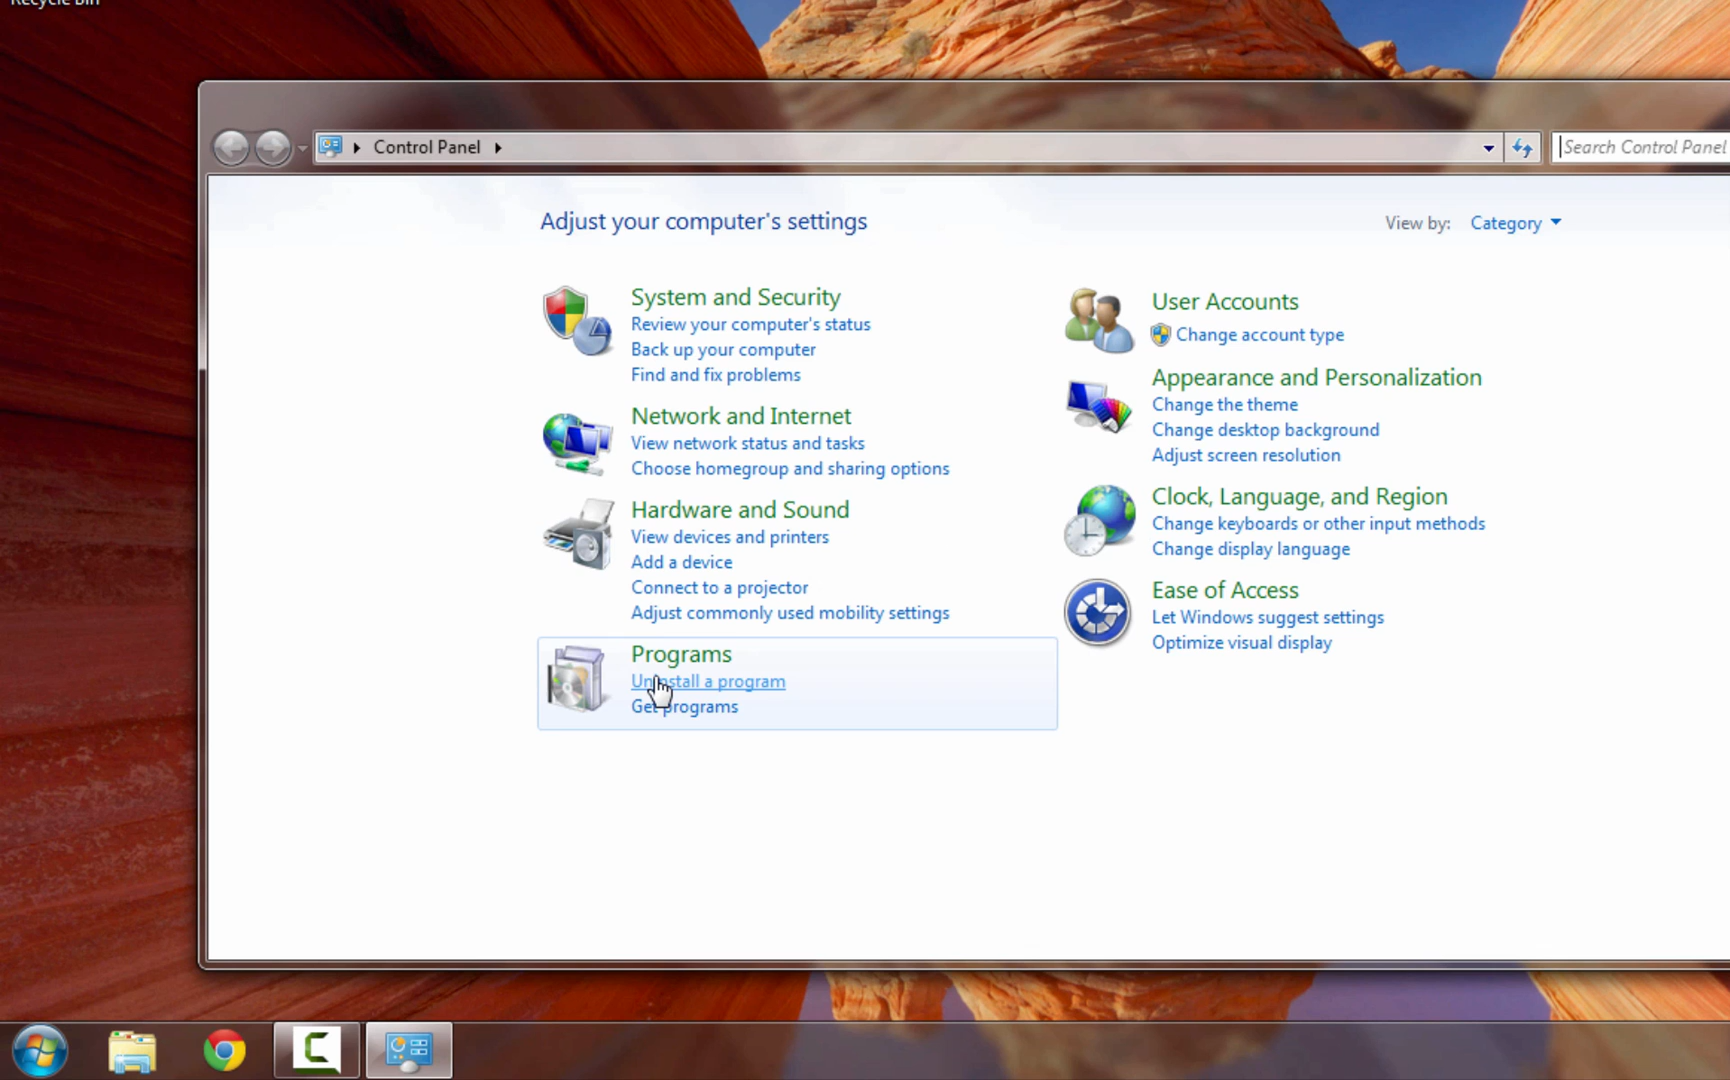 Recycle Bin
Control Panel
Search Control Panel
Adjust your computer's settings
View by: Category
System and Security
Review your computer's status
Back up your computer
Find and fix problems
Network and Internet
View network status and tasks
Choose homegroup and sharing options
Hardware and Sound
View devices and printers
Add a device
Connect to a projector
Adjust commonly used mobility settings
Programs
Uninstall a program
Get programs
User Accounts
Change account type
Appearance and Personalization
Change the theme
Change desktop background
Adjust screen resolution
Clock, Language, and Region
Change keyboards or other input methods
Change display language
Ease of Access
Let Windows suggest settings
Optimize visual display